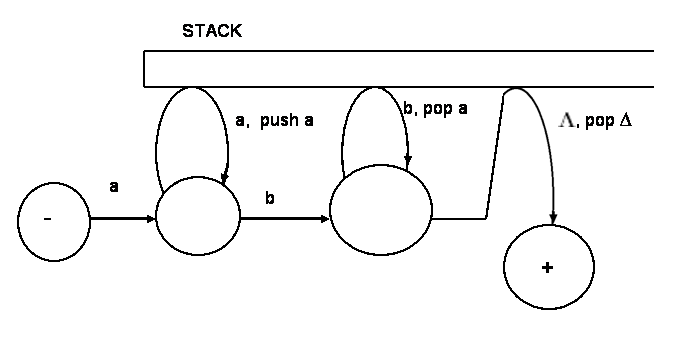 STACK
a, push a
b, pop a
Λ, pop Δ
a
b
-
+